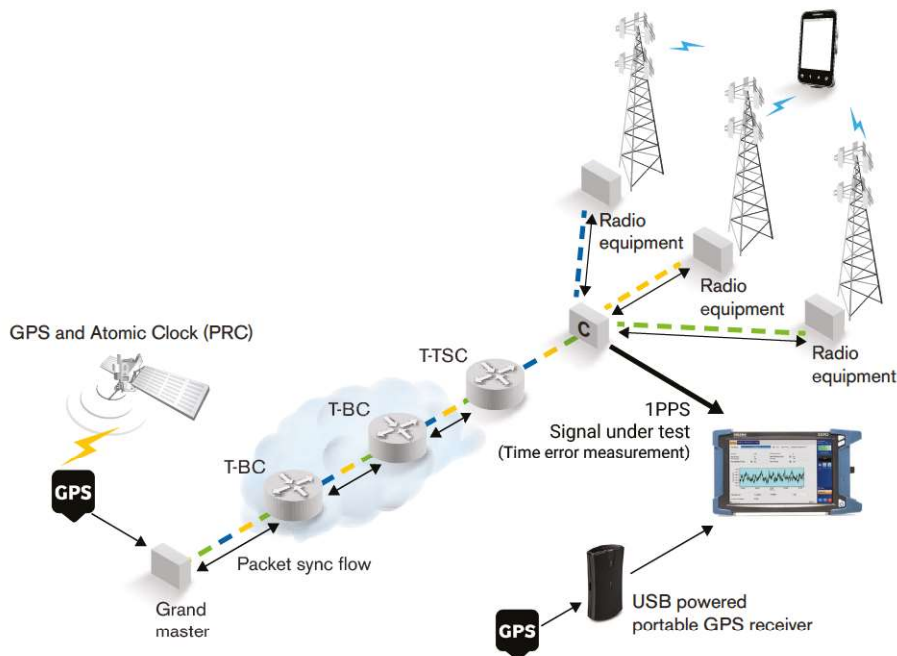 Radio
equipment
Radio
equipment
Radio
equipment
C
GPS and Atomic Clock (PRC)
T-TSC
T-BC
T-BC
1PPS
Signal under test
(Time error measurement)
GPS
Packet sync flow
Grand
master
USB powered
portable GPS receiver
GPS